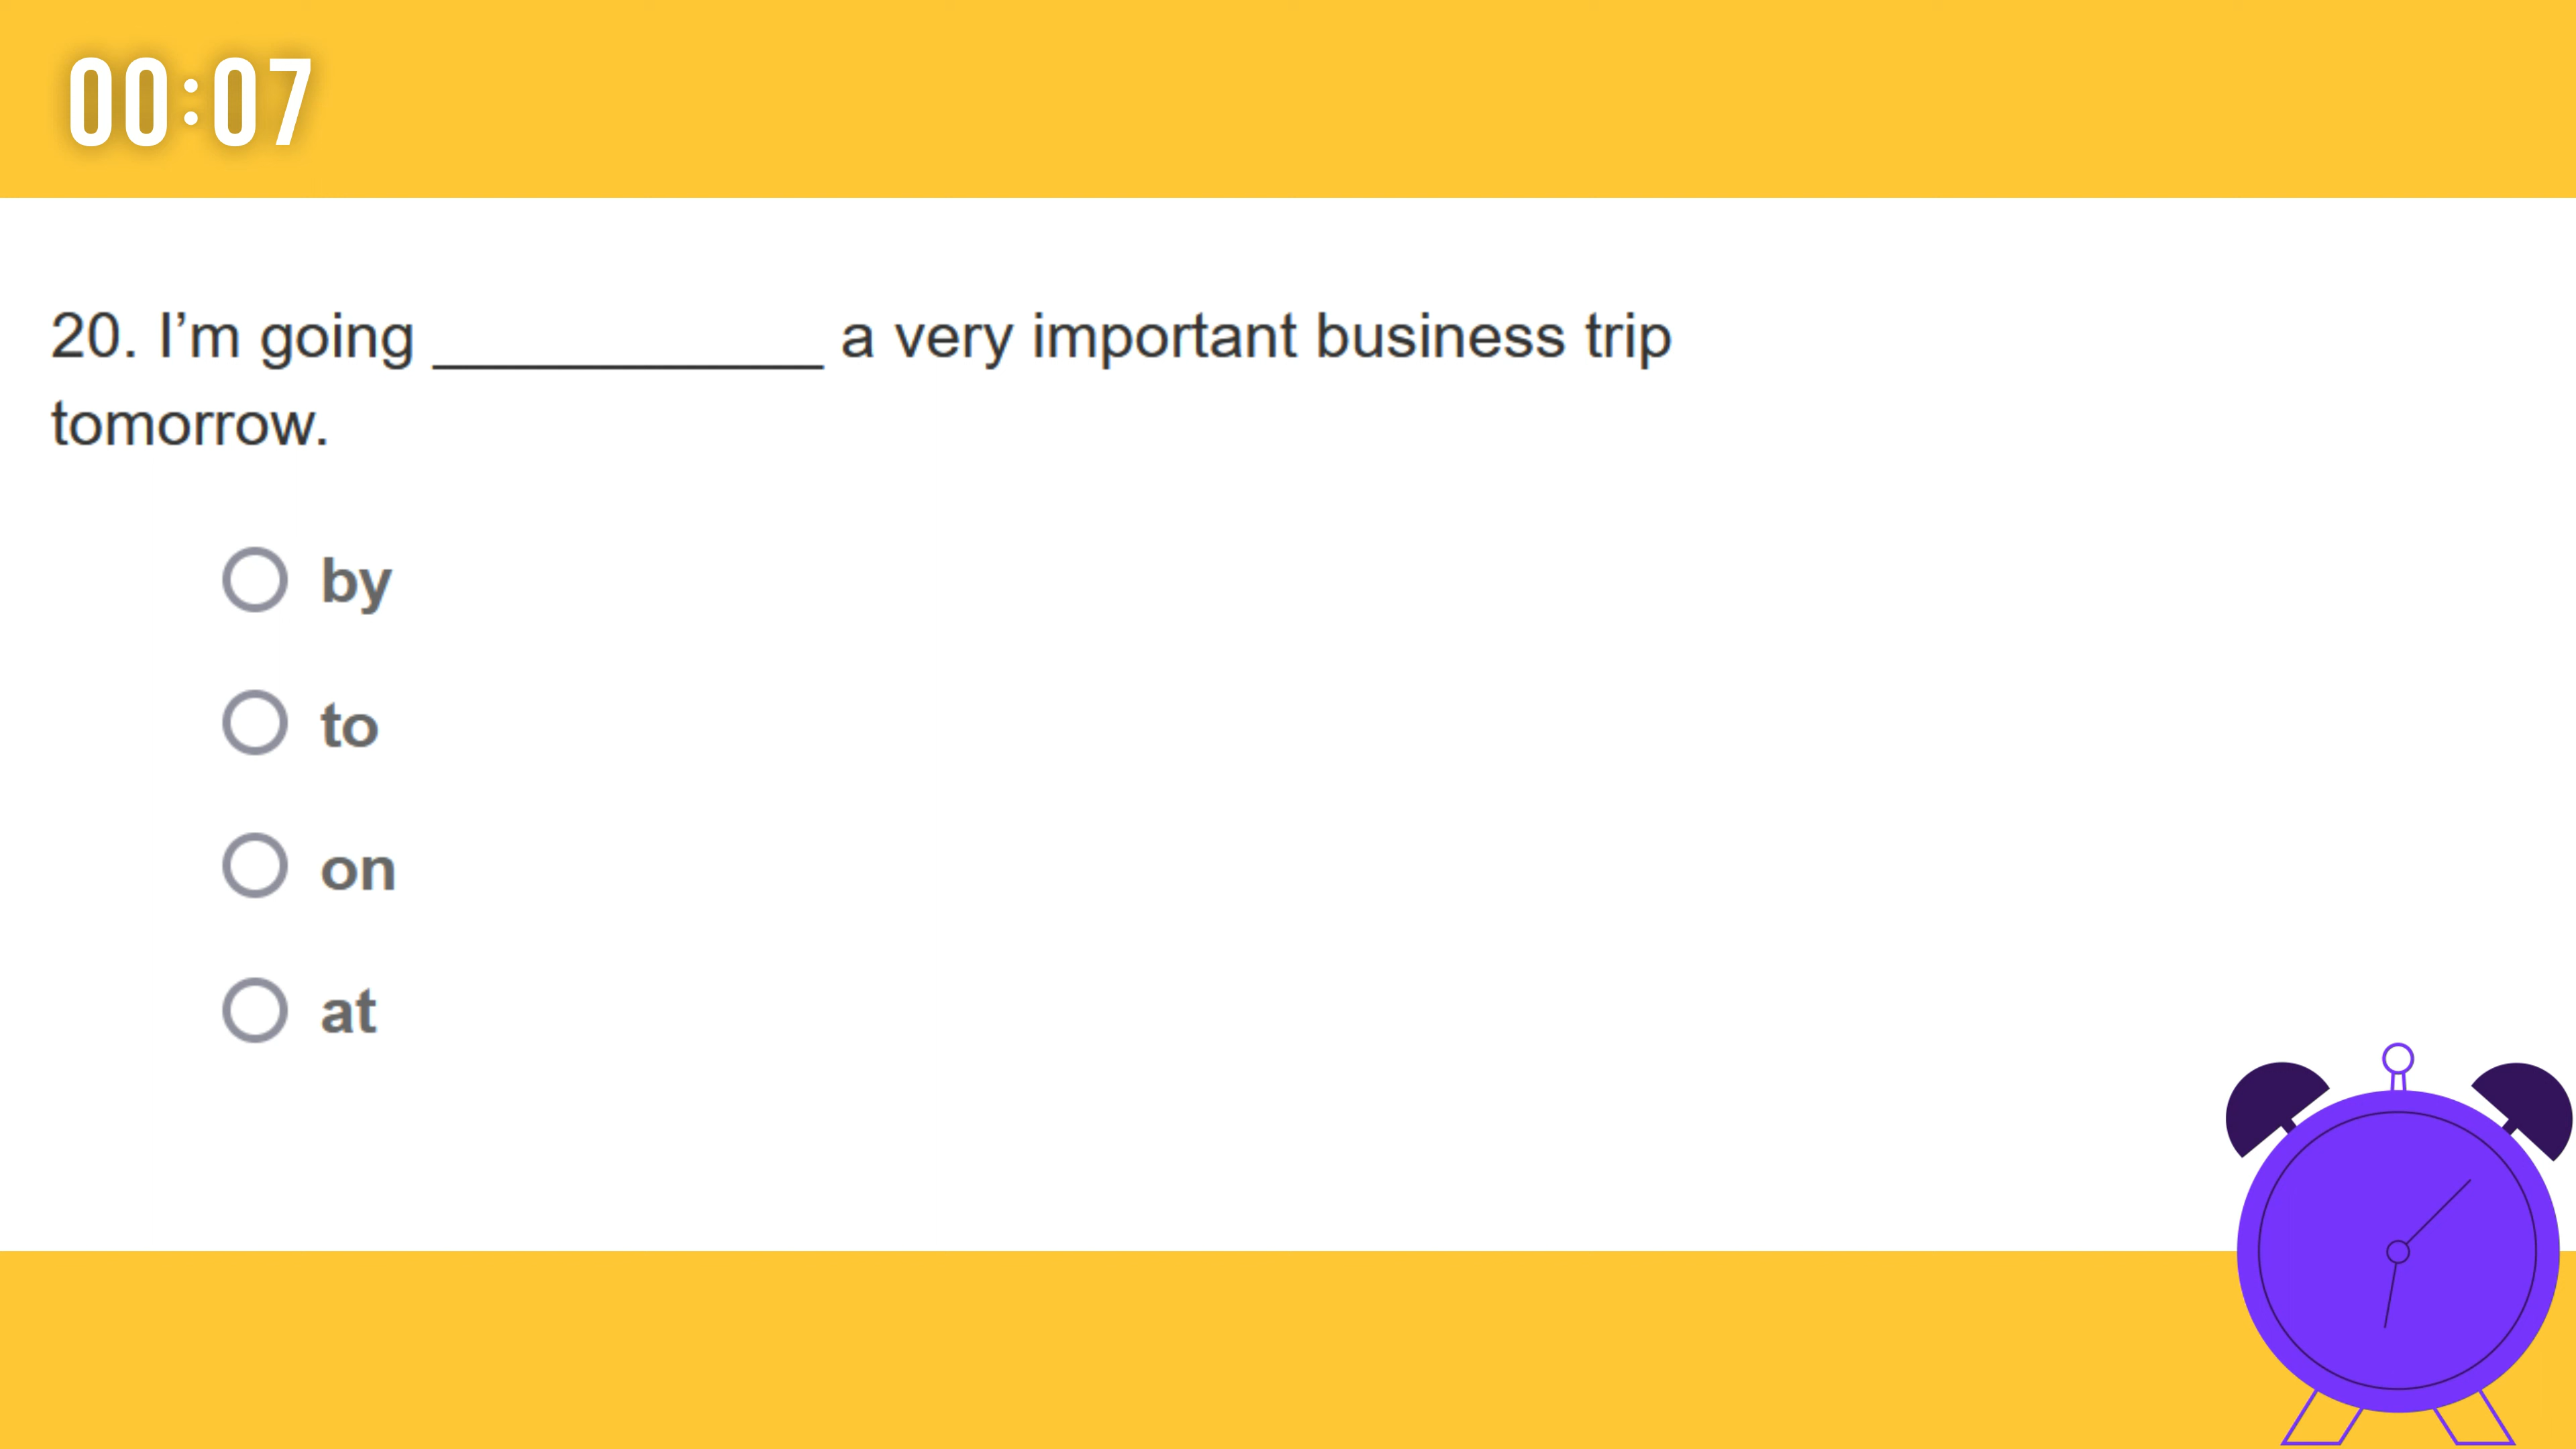 00:07
20. I’m going ____________ a very important business trip
tomorrow.
by
to
on
at